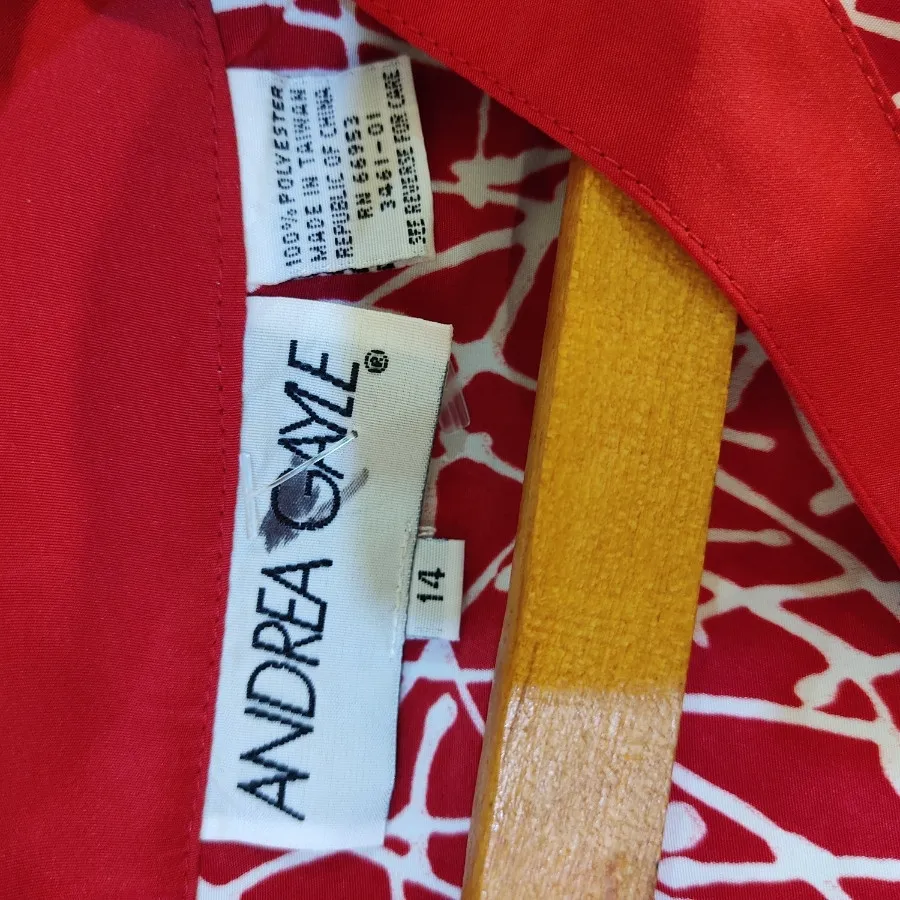 100% POLYESTER
MADE IN TAIWAN
REPUBLIC OF CHINA
RN 66953
3461-01
SEE REVERSE FOR CARE
ANDREA GAYLE®
14